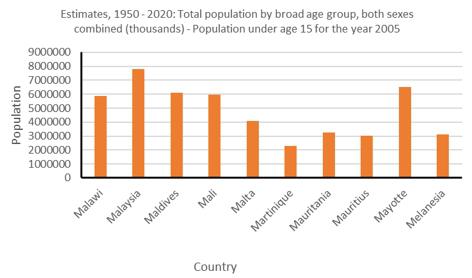 Estimates, 1950 - 2020: Total population by broad age group, both sexes
combined (thousands) - Population under age 15 for the year 2005
Population
9000000
8000000
7000000
6000000
5000000
4000000
3000000
2000000
1000000
0
Malawi
Malaysia
Maldives
Mali
Malta
Martinique
Mauritania
Mauritius
Mayotte
Melanesia
Country